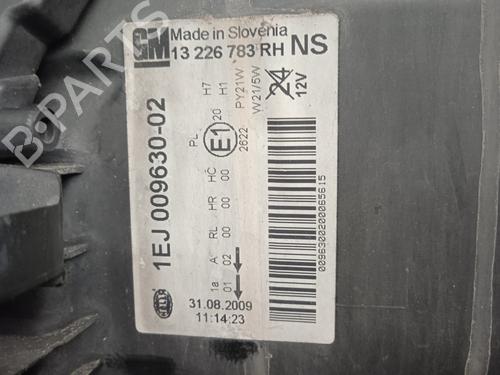 GM Made in Slovenia
13 226 783 RH NS
1EJ 009630-02
PL
H7 H1
PY21W
W21/5W
24
12V
E1
20
2622
1a A RL HR HC
01 02 00 00 00
31.08.2009
11:14:23
HELLA
00963002000065615
B-PARTS